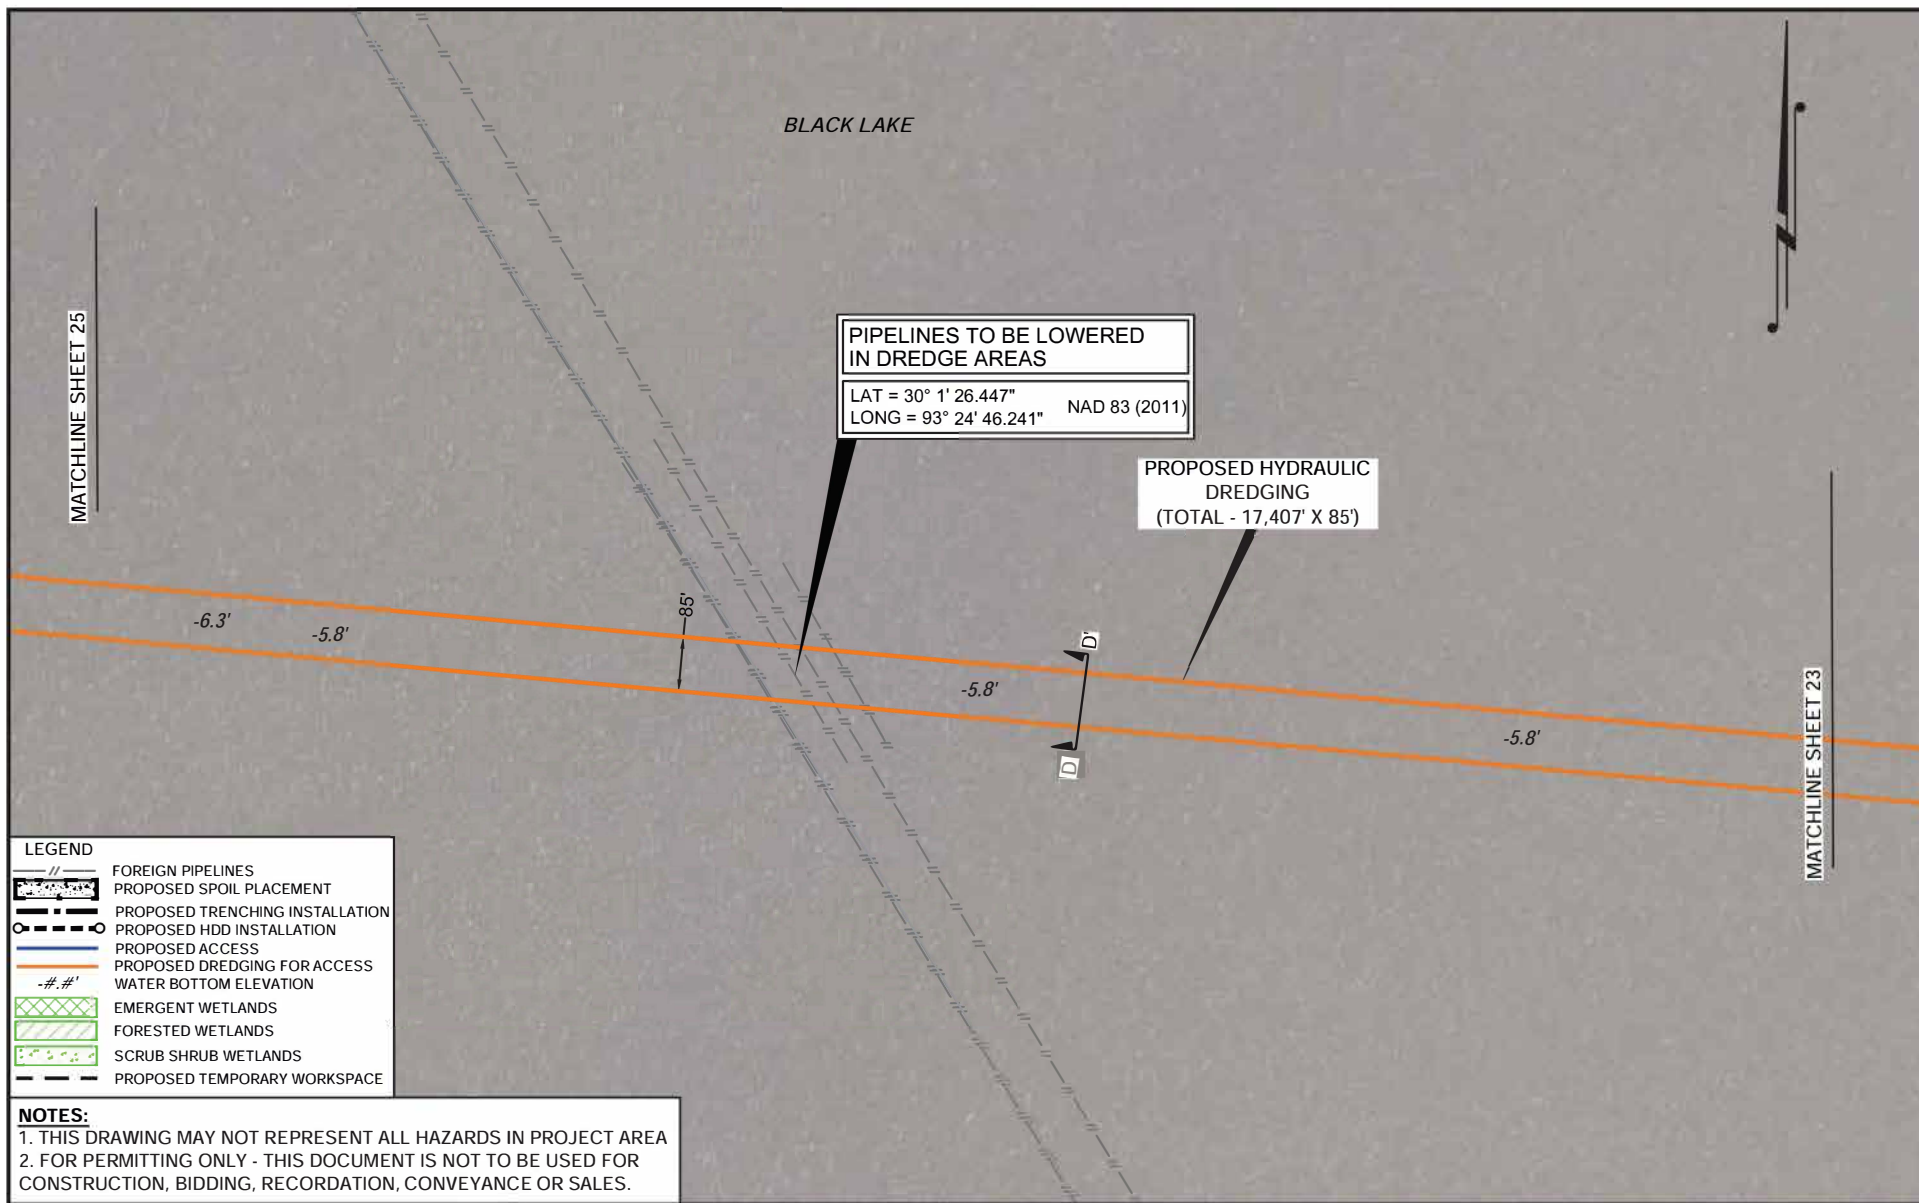 BLACK LAKE
MATCHLINE SHEET 25
PIPELINES TO BE LOWERED
IN DREDGE AREAS
LAT = 30° 1' 26.447"
LONG = 93° 24' 46.241"
NAD 83 (2011)
PROPOSED HYDRAULIC
DREDGING
(TOTAL - 17,407' X 85')
-6.3'
-5.8'
85'
D'
-5.8'
D
-5.8'
MATCHLINE SHEET 23
LEGEND
FOREIGN PIPELINES
PROPOSED SPOIL PLACEMENT
PROPOSED TRENCHING INSTALLATION
PROPOSED HDD INSTALLATION
PROPOSED ACCESS
PROPOSED DREDGING FOR ACCESS
-#.#' WATER BOTTOM ELEVATION
EMERGENT WETLANDS
FORESTED WETLANDS
SCRUB SHRUB WETLANDS
PROPOSED TEMPORARY WORKSPACE
NOTES:
1. THIS DRAWING MAY NOT REPRESENT ALL HAZARDS IN PROJECT AREA
2. FOR PERMITTING ONLY - THIS DOCUMENT IS NOT TO BE USED FOR
CONSTRUCTION, BIDDING, RECORDATION, CONVEYANCE OR SALES.